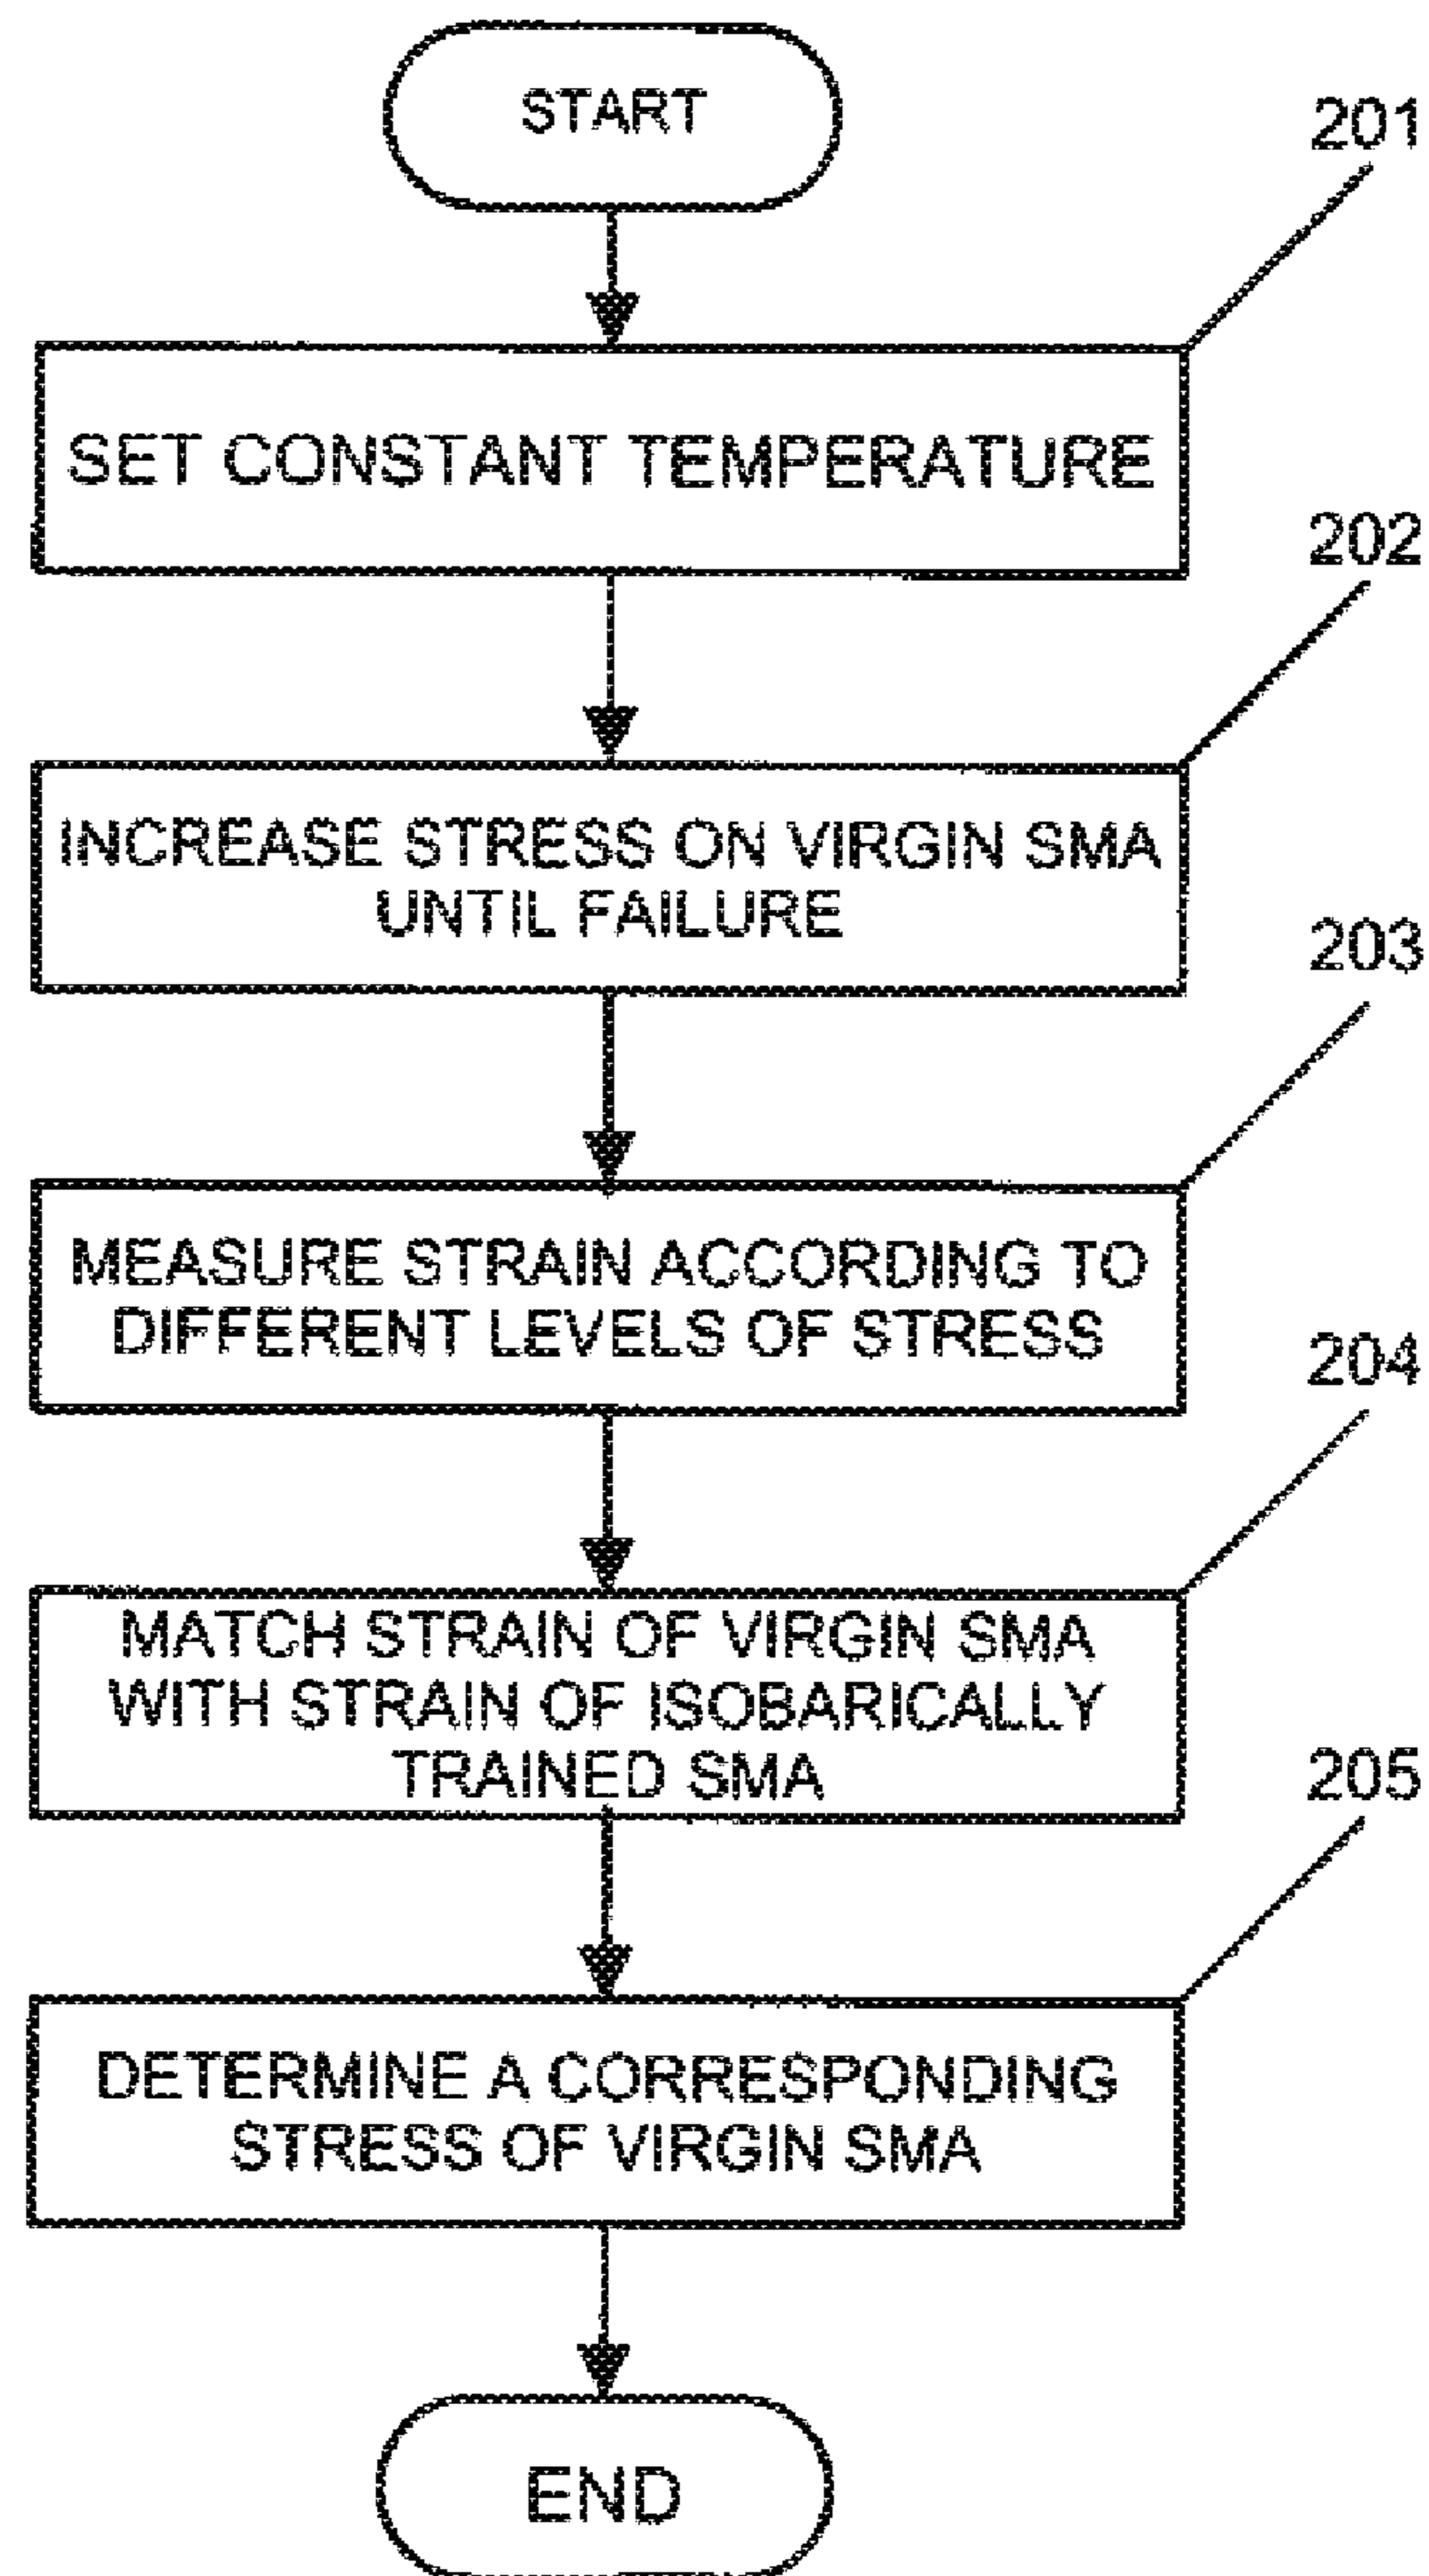 START
201
SET CONSTANT TEMPERATURE
202
INCREASE STRESS ON VIRGIN SMA
UNTIL FAILURE
203
MEASURE STRAIN ACCORDING TO
DIFFERENT LEVELS OF STRESS
204
MATCH STRAIN OF VIRGIN SMA
WITH STRAIN OF ISOBARICALLY
TRAINED SMA
205
DETERMINE A CORRESPONDING
STRESS OF VIRGIN SMA
END